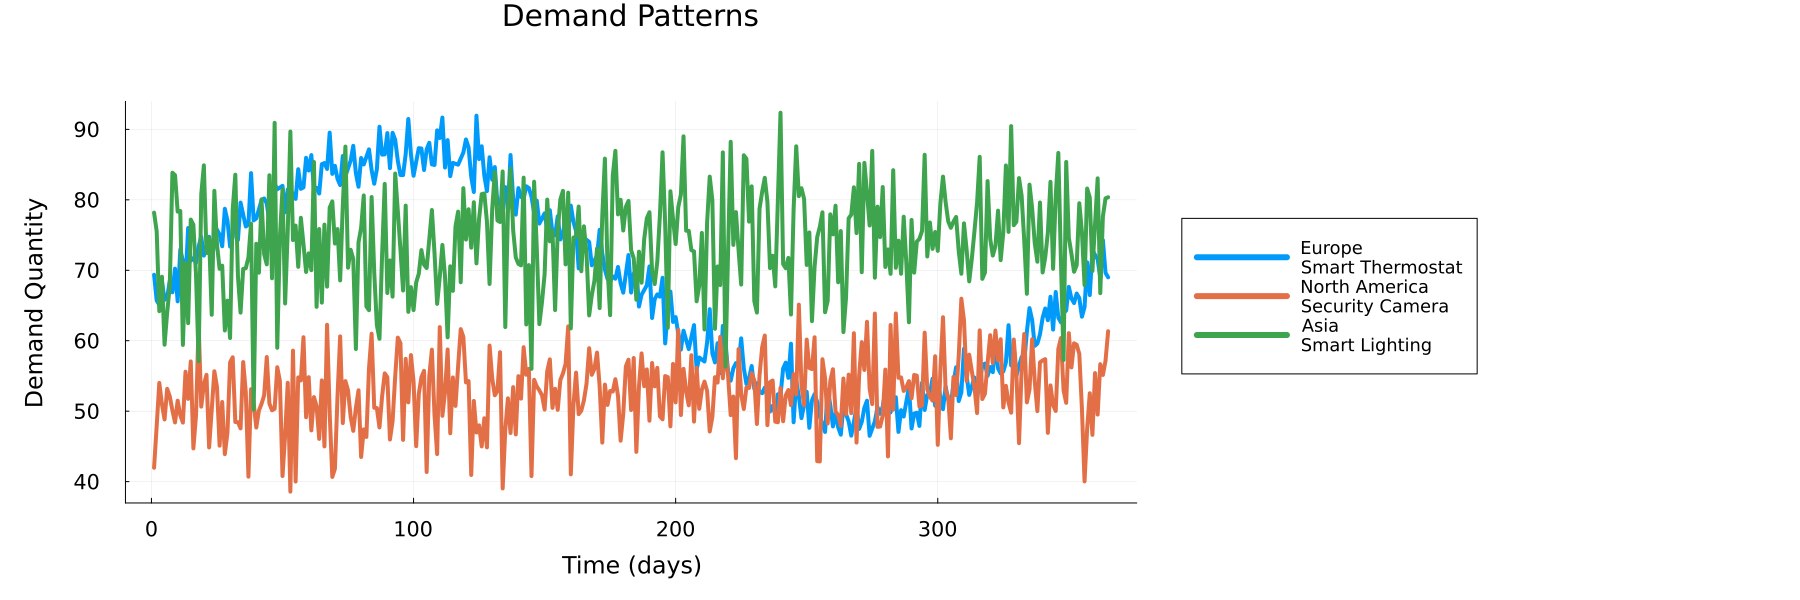 Demand Patterns
Demand Quantity
90
80
70
60
50
40
0
100
200
300
Time (days)
Europe
Smart Thermostat
North America
Security Camera
Asia
Smart Lighting